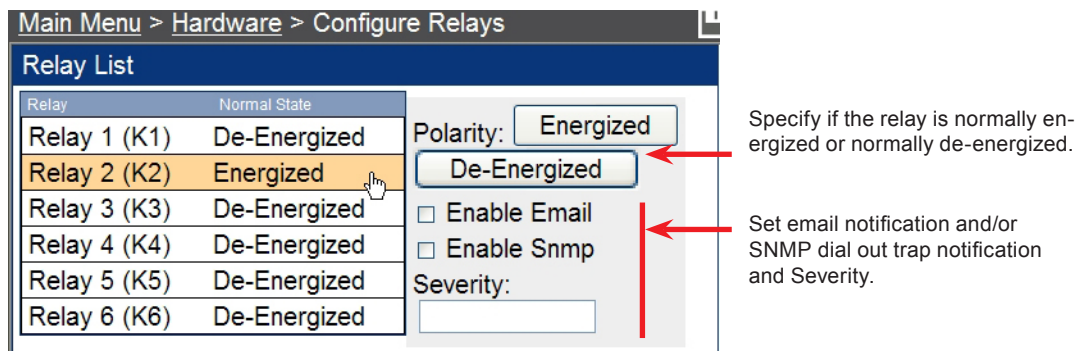 Main Menu > Hardware > Configure Relays
Relay List
Relay Normal State
Relay 1 (K1) De-Energized
Relay 2 (K2) Energized
Relay 3 (K3) De-Energized
Relay 4 (K4) De-Energized
Relay 5 (K5) De-Energized
Relay 6 (K6) De-Energized
Polarity: Energized
De-Energized
Enable Email
Enable Snmp
Severity:
Specify if the relay is normally en-
ergized or normally de-energized.
Set email notification and/or
SNMP dial out trap notification
and Severity.